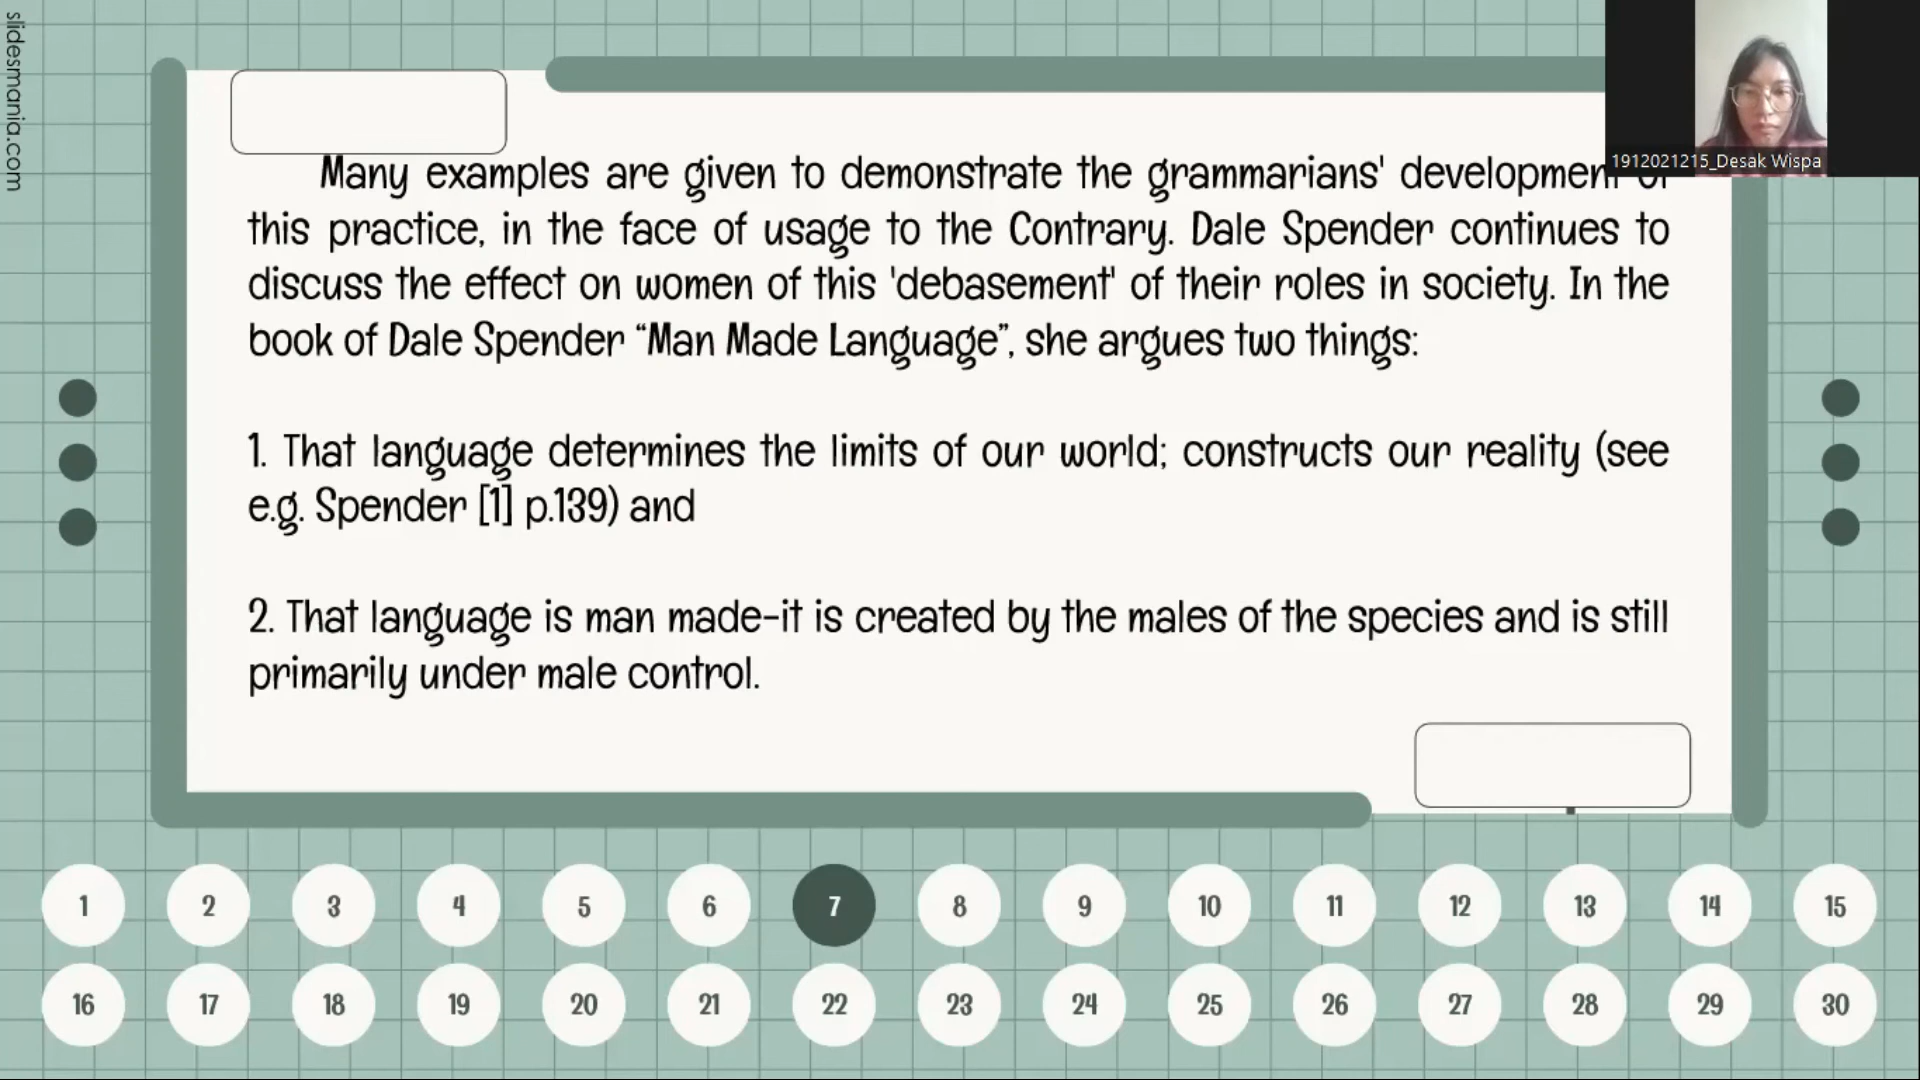 slidesmania.com
Many examples are given to demonstrate the grammarians' development of
this practice, in the face of usage to the Contrary. Dale Spender continues to
discuss the effect on women of this 'debasement' of their roles in society. In the
book of Dale Spender “Man Made Language”, she argues two things:
1. That language determines the limits of our world; constructs our reality (see
e.g. Spender [1] p.139) and
2. That language is man made-it is created by the males of the species and is still
primarily under male control.
1912021215_Desak Wispa
1 2 3 4 5 6 7 8 9 10 11 12 13 14 15
16 17 18 19 20 21 22 23 24 25 26 27 28 29 30